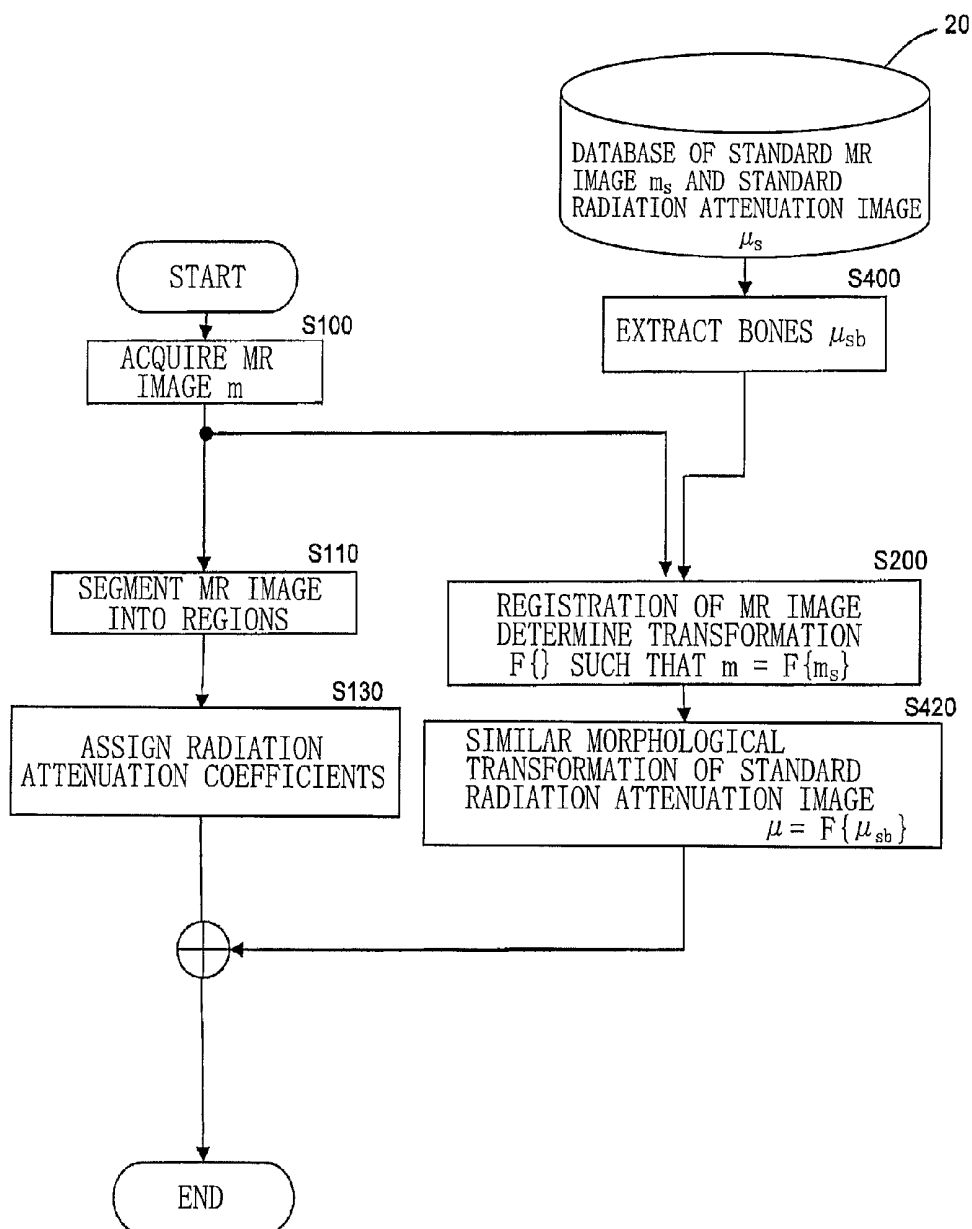 20
DATABASE OF STANDARD MR
IMAGE mₛ AND STANDARD
RADIATION ATTENUATION IMAGE
μₛ
START
S400
EXTRACT BONES μ_sb
S100
ACQUIRE MR
IMAGE m
S110
SEGMENT MR IMAGE
INTO REGIONS
S200
REGISTRATION OF MR IMAGE
DETERMINE TRANSFORMATION
F{} SUCH THAT m = F{mₛ}
S130
ASSIGN RADIATION
ATTENUATION COEFFICIENTS
S420
SIMILAR MORPHOLOGICAL
TRANSFORMATION OF STANDARD
RADIATION ATTENUATION IMAGE
μ = F{μ_sb}
END